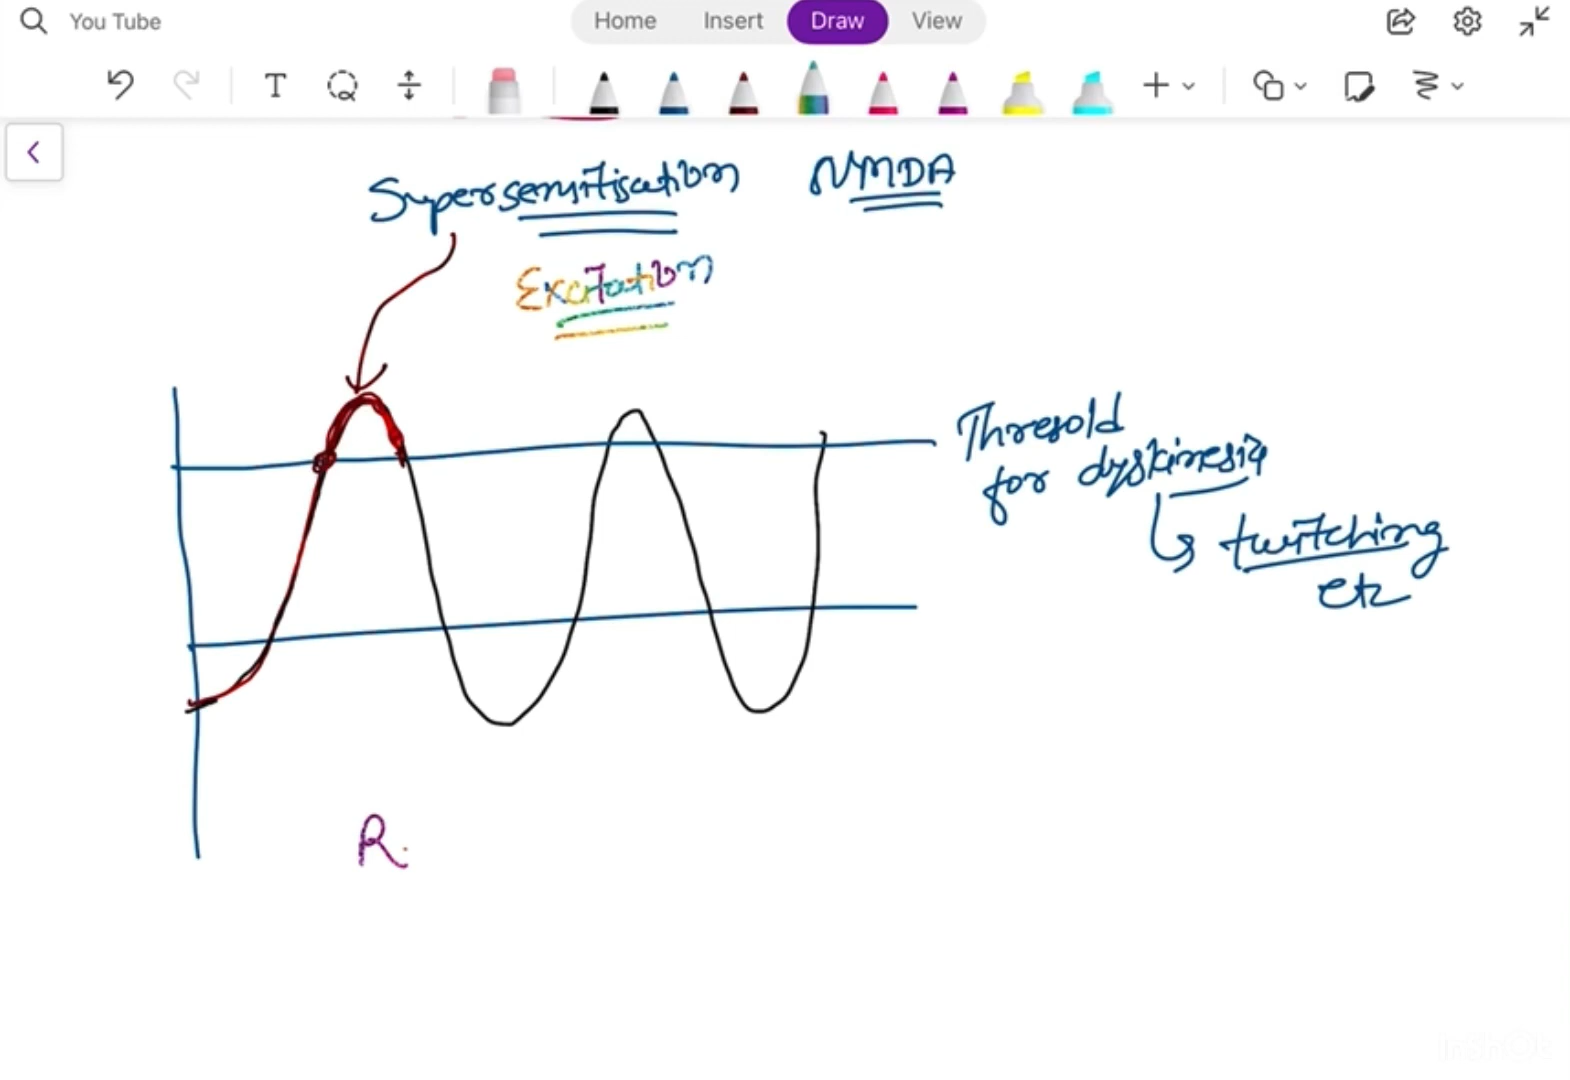 You Tube
Home Insert Draw View
T
Supersensitisation NMDA
Excitation
Thresold
for dyskinesia
twitching
etc
R.